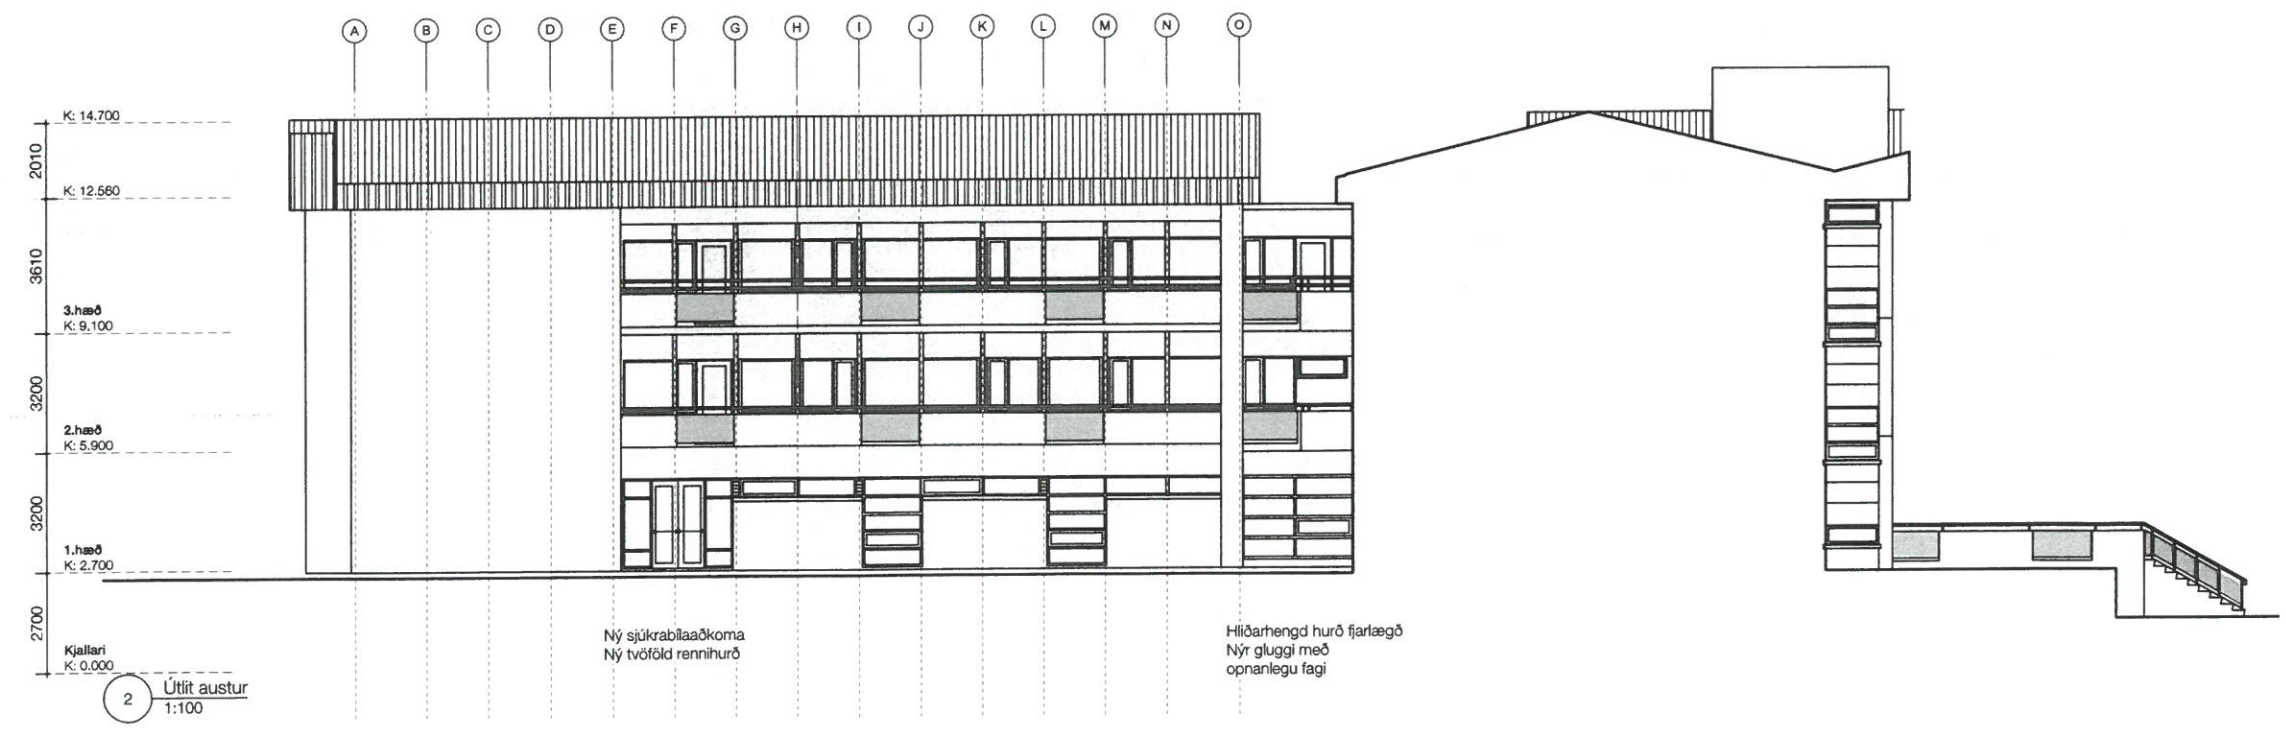 A B C D E F G H I J K L M N O
K: 14.700
2010
K: 12.560
3610
3.hæð
K: 9.100
3200
2.hæð
K: 5.900
3200
1.hæð
K: 2.700
2700
Kjallari
K: 0.000
Ný sjúkrabílaaðkoma
Ný tvöföld rennihurð
Hliðarhengd hurð fjarlægð
Nýr gluggi með
opnanlegu fagi
2 Útlit austur
1:100